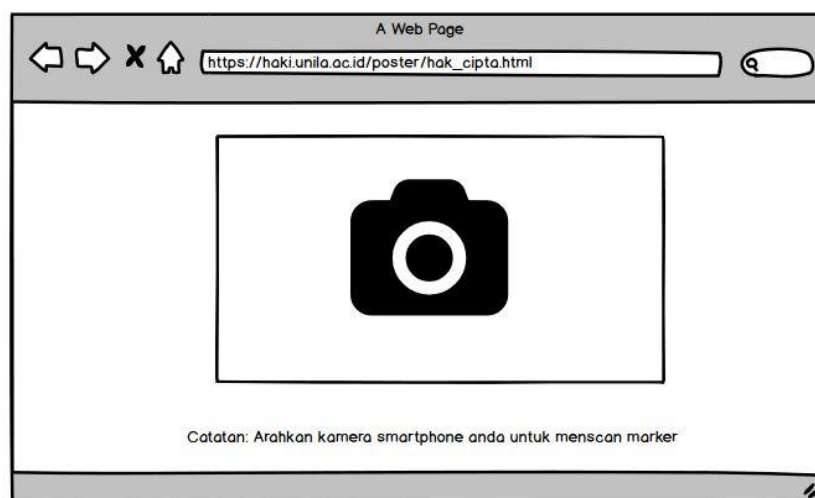 A Web Page
https://haki.unila.ac.id/poster/hak_cipta.html
Catatan: Arahkan kamera smartphone anda untuk menscan marker